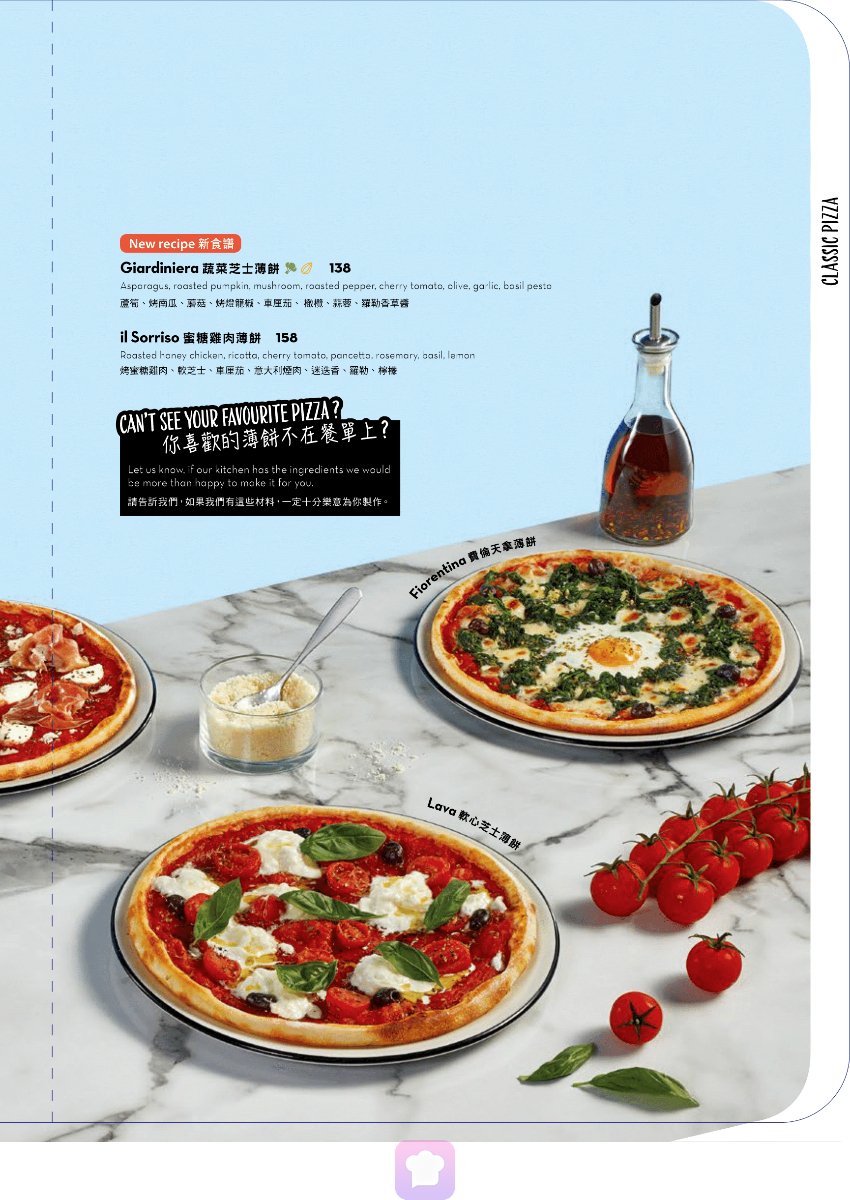 CLASSIC PIZZA
New recipe 新食譜
Giardiniera 蔬菜芝士薄餅 138
Asparagus, roasted pumpkin, mushroom, roasted pepper, cherry tomato, olive, garlic, basil pesto
蘆筍、烤南瓜、蘑菇、烤燈籠椒、車厘茄、橄欖、蒜蓉、羅勒香草醬
il Sorriso 蜜糖雞肉薄餅 158
Roasted honey chicken, ricotta, cherry tomato, pancetta, rosemary, basil, lemon
烤蜜糖雞肉、軟芝士、車厘茄、意大利煙肉、迷迭香、羅勒、檸檬
CAN'T SEE YOUR FAVOURITE PIZZA?
你喜歡的薄餅不在餐單上?
Let us know, if our kitchen has the ingredients we would
be more than happy to make it for you.
請告訴我們，如果我們有這些材料，一定十分樂意為你製作。
Fiorentina 費倫天拿薄餅
Lava 軟心芝士薄餅